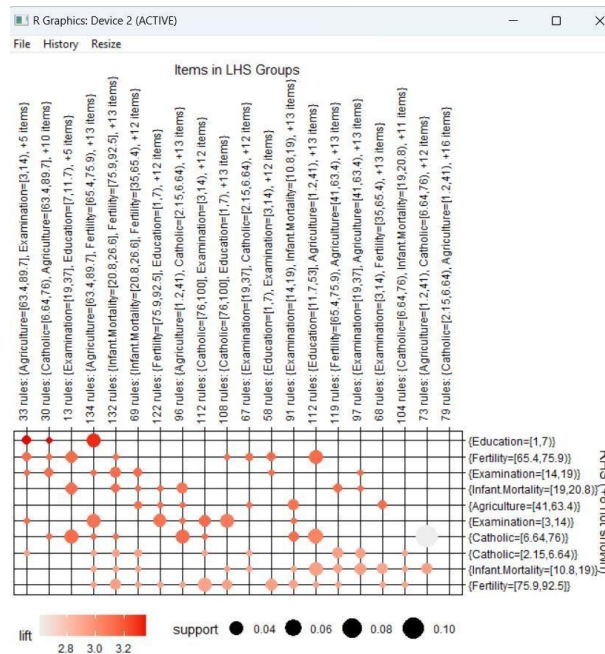 R Graphics: Device 2 (ACTIVE)
File History Resize
Items in LHS Groups
33 rules: {Agriculture=[63.4,89.7], Examination=[3,14), +5 items}
30 rules: {Catholic=[6.64,76), Agriculture=[63.4,89.7], +10 items}
13 rules: {Examination=[19,37], Education=[7,11.7), +5 items}
134 rules: {Agriculture=[63.4,89.7], Fertility=[65.4,75.9), +13 items}
132 rules: {Infant.Mortality=[20.8,26.6], Fertility=[75.9,92.5], +13 items}
69 rules: {Infant.Mortality=[20.8,26.6], Fertility=[35,65.4), +12 items}
122 rules: {Fertility=[75.9,92.5], Education=[1,7), +12 items}
96 rules: {Agriculture=[1.2,41), Catholic=[2.15,6.64), +13 items}
112 rules: {Catholic=[76,100], Examination=[3,14), +12 items}
108 rules: {Catholic=[76,100], Education=[1,7), +13 items}
67 rules: {Examination=[19,37], Catholic=[2.15,6.64), +12 items}
58 rules: {Education=[1,7), Examination=[3,14), +12 items}
91 rules: {Examination=[14,19), Infant.Mortality=[10.8,19), +13 items}
112 rules: {Education=[11.7,53], Agriculture=[1.2,41), +13 items}
119 rules: {Fertility=[65.4,75.9), Agriculture=[41,63.4), +13 items}
97 rules: {Examination=[19,37], Agriculture=[41,63.4), +13 items}
68 rules: {Examination=[3,14), Fertility=[35,65.4), +13 items}
104 rules: {Catholic=[6.64,76), Infant.Mortality=[19,20.8), +11 items}
73 rules: {Agriculture=[1.2,41), Catholic=[6.64,76), +12 items}
79 rules: {Catholic=[2.15,6.64), Agriculture=[1.2,41), +16 items}
{Education=[1,7)}
{Fertility=[65.4,75.9)}
{Examination=[14,19)}
{Infant.Mortality=[19,20.8)}
{Agriculture=[41,63.4)}
{Examination=[3,14)}
{Catholic=[6.64,76)}
{Catholic=[2.15,6.64)}
{Infant.Mortality=[10.8,19)}
{Fertility=[75.9,92.5]}
lift
2.8 3.0 3.2
support 0.04 0.06 0.08 0.10